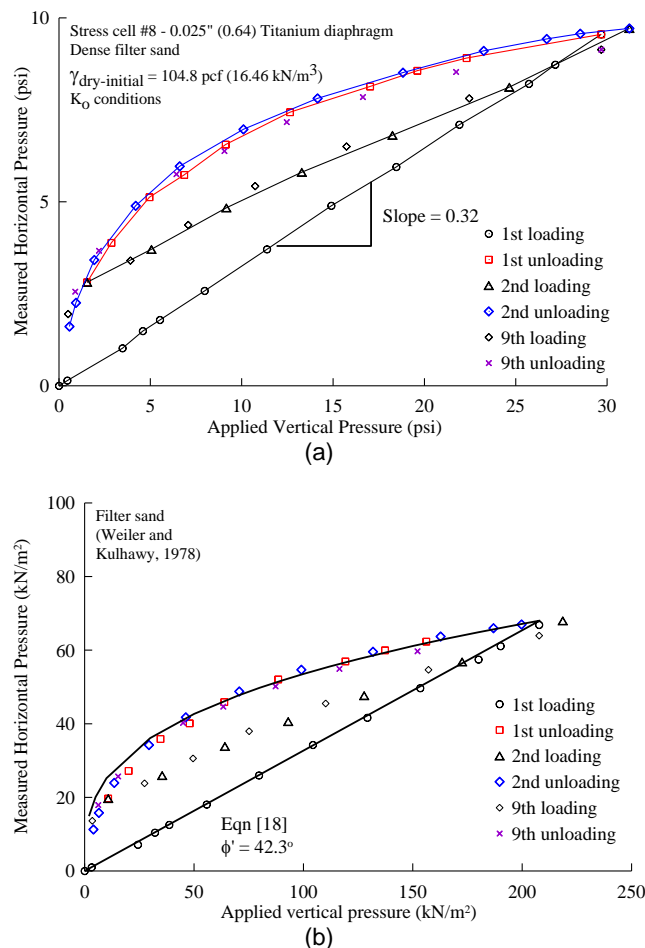 10
Stress cell #8 - 0.025" (0.64) Titanium diaphragm
Dense filter sand
γdry-initial = 104.8 pcf (16.46 kN/m³)
Ko conditions
Measured Horizontal Pressure (psi)
5
Slope = 0.32
1st loading
1st unloading
2nd loading
2nd unloading
9th loading
9th unloading
0
0 5 10 15 20 25 30
Applied Vertical Pressure (psi)
(a)
100
Filter sand
(Weiler and
Kulhawy, 1978)
80
Measured Horizontal Pressure (kN/m²)
60
40
20
0
1st loading
1st unloading
2nd loading
2nd unloading
9th loading
9th unloading
Eqn [18]
ϕ' = 42.3º
0 50 100 150 200 250
Applied vertical pressure (kN/m²)
(b)